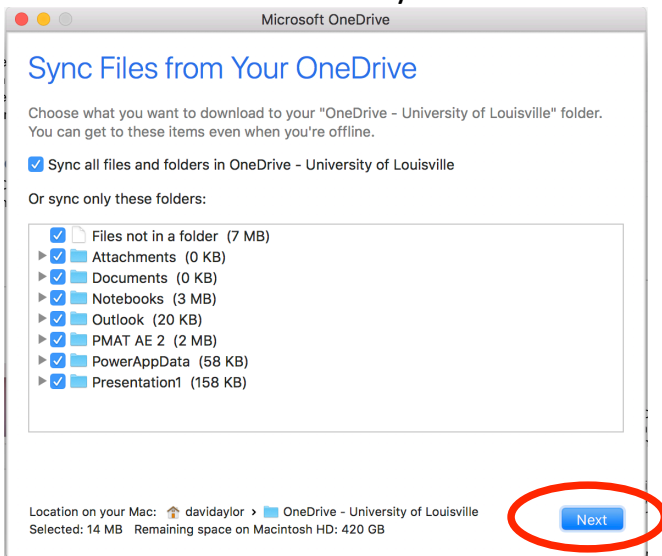 Microsoft OneDrive
Sync Files from Your OneDrive
Choose what you want to download to your "OneDrive - University of Louisville" folder.
You can get to these items even when you're offline.
Sync all files and folders in OneDrive - University of Louisville
Or sync only these folders:
Files not in a folder (7 MB)
Attachments (0 KB)
Documents (0 KB)
Notebooks (3 MB)
Outlook (20 KB)
PMAT AE 2 (2 MB)
PowerAppData (58 KB)
Presentation1 (158 KB)
Location on your Mac: davidaylor › OneDrive - University of Louisville
Selected: 14 MB Remaining space on Macintosh HD: 420 GB
Next